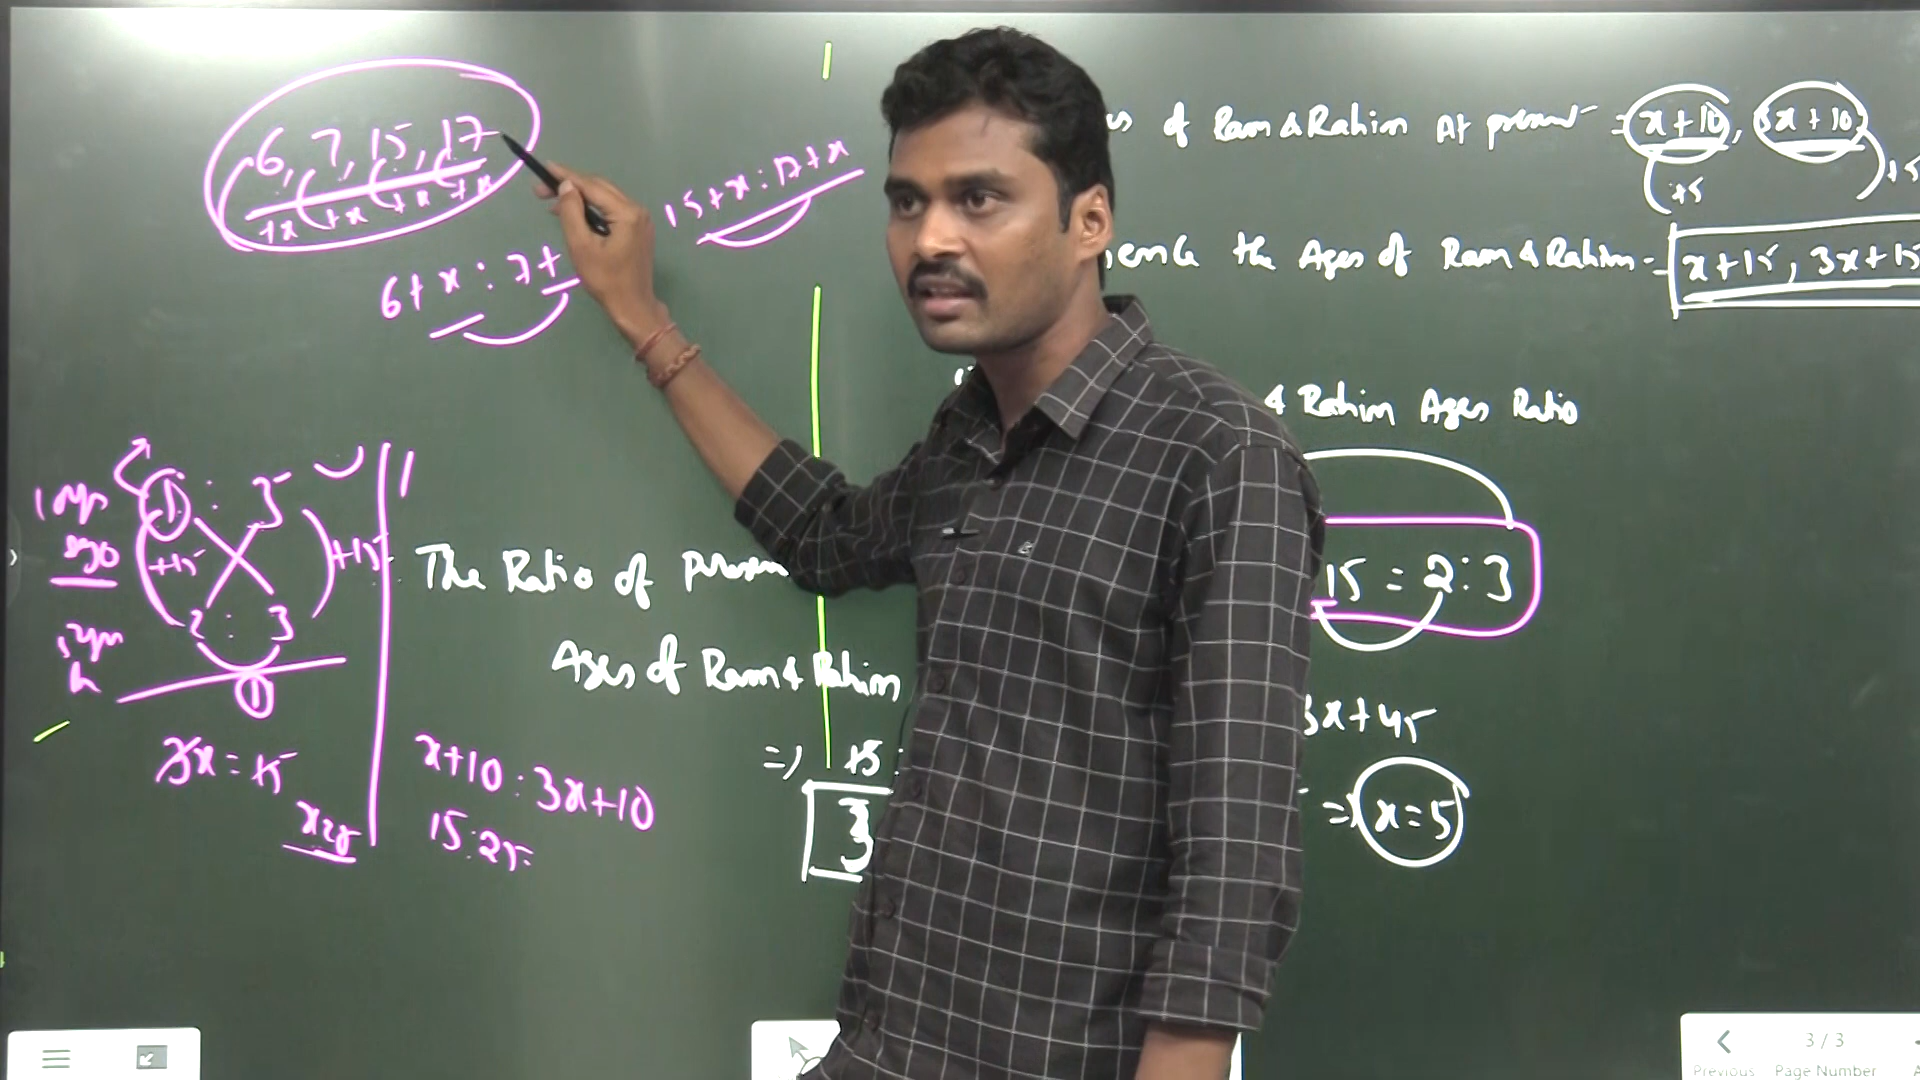 6, 7, 15, 17
+x +x +x +x
6+x : 7+
15+x : 17+x
of Ram & Rahim At present = x+10, 3x+10
+5 +5
the Ages of Ram & Rahim = x+15, 3x+15
& Rahim Ages Ratio
15 = 2:3
3x+45
=> x=5
1 : 3
ago
+15 +15
2 : 3
1
3x = 15
The Ratio of
Ages of Ram & Rahim
x+10 : 3x+10
15:25
=> 15 :
3
3 / 3
Previous Page Number